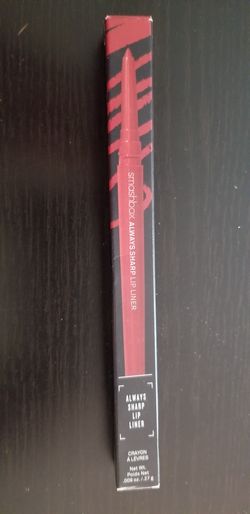 smashbox ALWAYS SHARP LIP LINER
ALWAYS
SHARP
LIP
LINER
CRAYON
À LÈVRES
Net Wt.
Poids Net
.009 oz. / .27 g